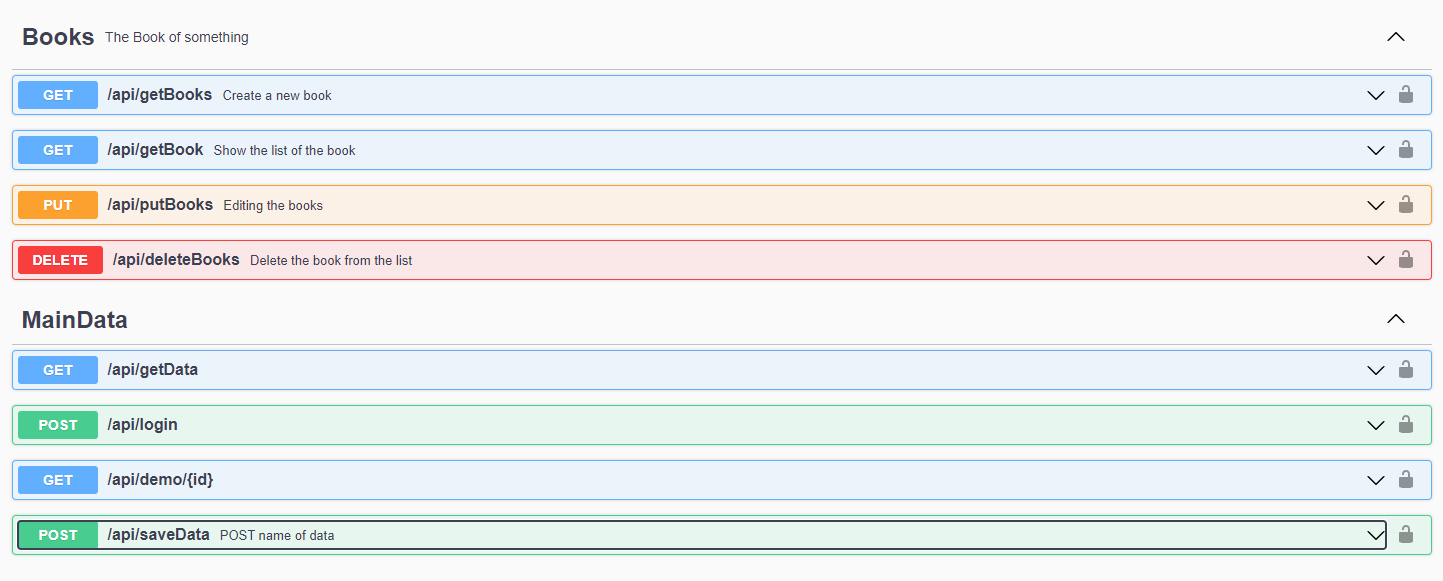 Books The Book of something
GET /api/getBooks Create a new book
GET /api/getBook Show the list of the book
PUT /api/putBooks Editing the books
DELETE /api/deleteBooks Delete the book from the list
MainData
GET /api/getData
POST /api/login
GET /api/demo/{id}
POST /api/saveData POST name of data